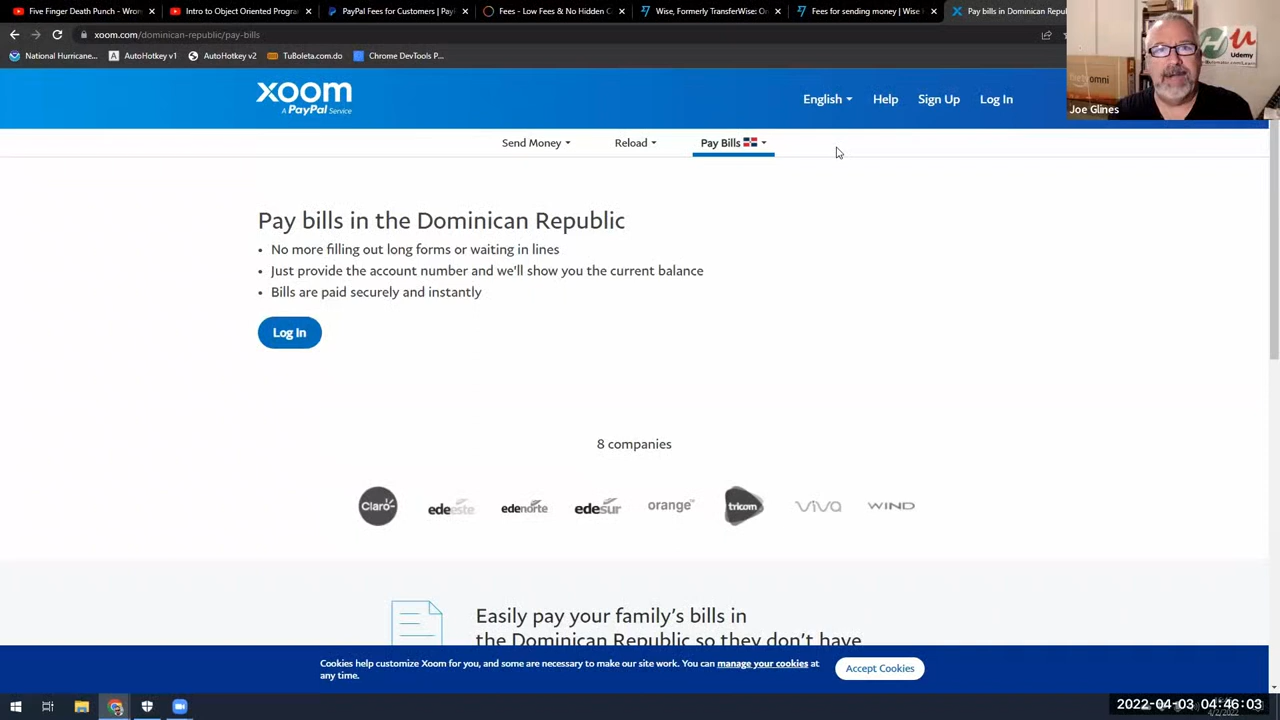 Five Finger Death Punch - Wron
Intro to Object Oriented Progra
PayPal Fees for Customers | Pay
Fees - Low Fees & No Hidden C
Wise, Formerly TransferWise: On
Fees for sending money | Wise
Pay bills in Dominican Republic
xoom.com/dominican-republic/pay-bills
National Hurricane...
AutoHotkey v1
AutoHotkey v2
TuBoleta.com.do
Chrome DevTools P...
xoom
A PayPal Service
English
Help
Sign Up
Log In
omni
HU
Udemy
Joe Glines
Send Money
Reload
Pay Bills
Pay bills in the Dominican Republic
• No more filling out long forms or waiting in lines
• Just provide the account number and we'll show you the current balance
• Bills are paid securely and instantly
Log In
8 companies
Claro
edeeste
edenorte
edesur
orange™
tricom
VIVA
WIND
Easily pay your family's bills in
the Dominican Republic so they don't have
Cookies help customize Xoom for you, and some are necessary to make our site work. You can manage your cookies at
any time.
Accept Cookies
2022-04-03 04:46:03